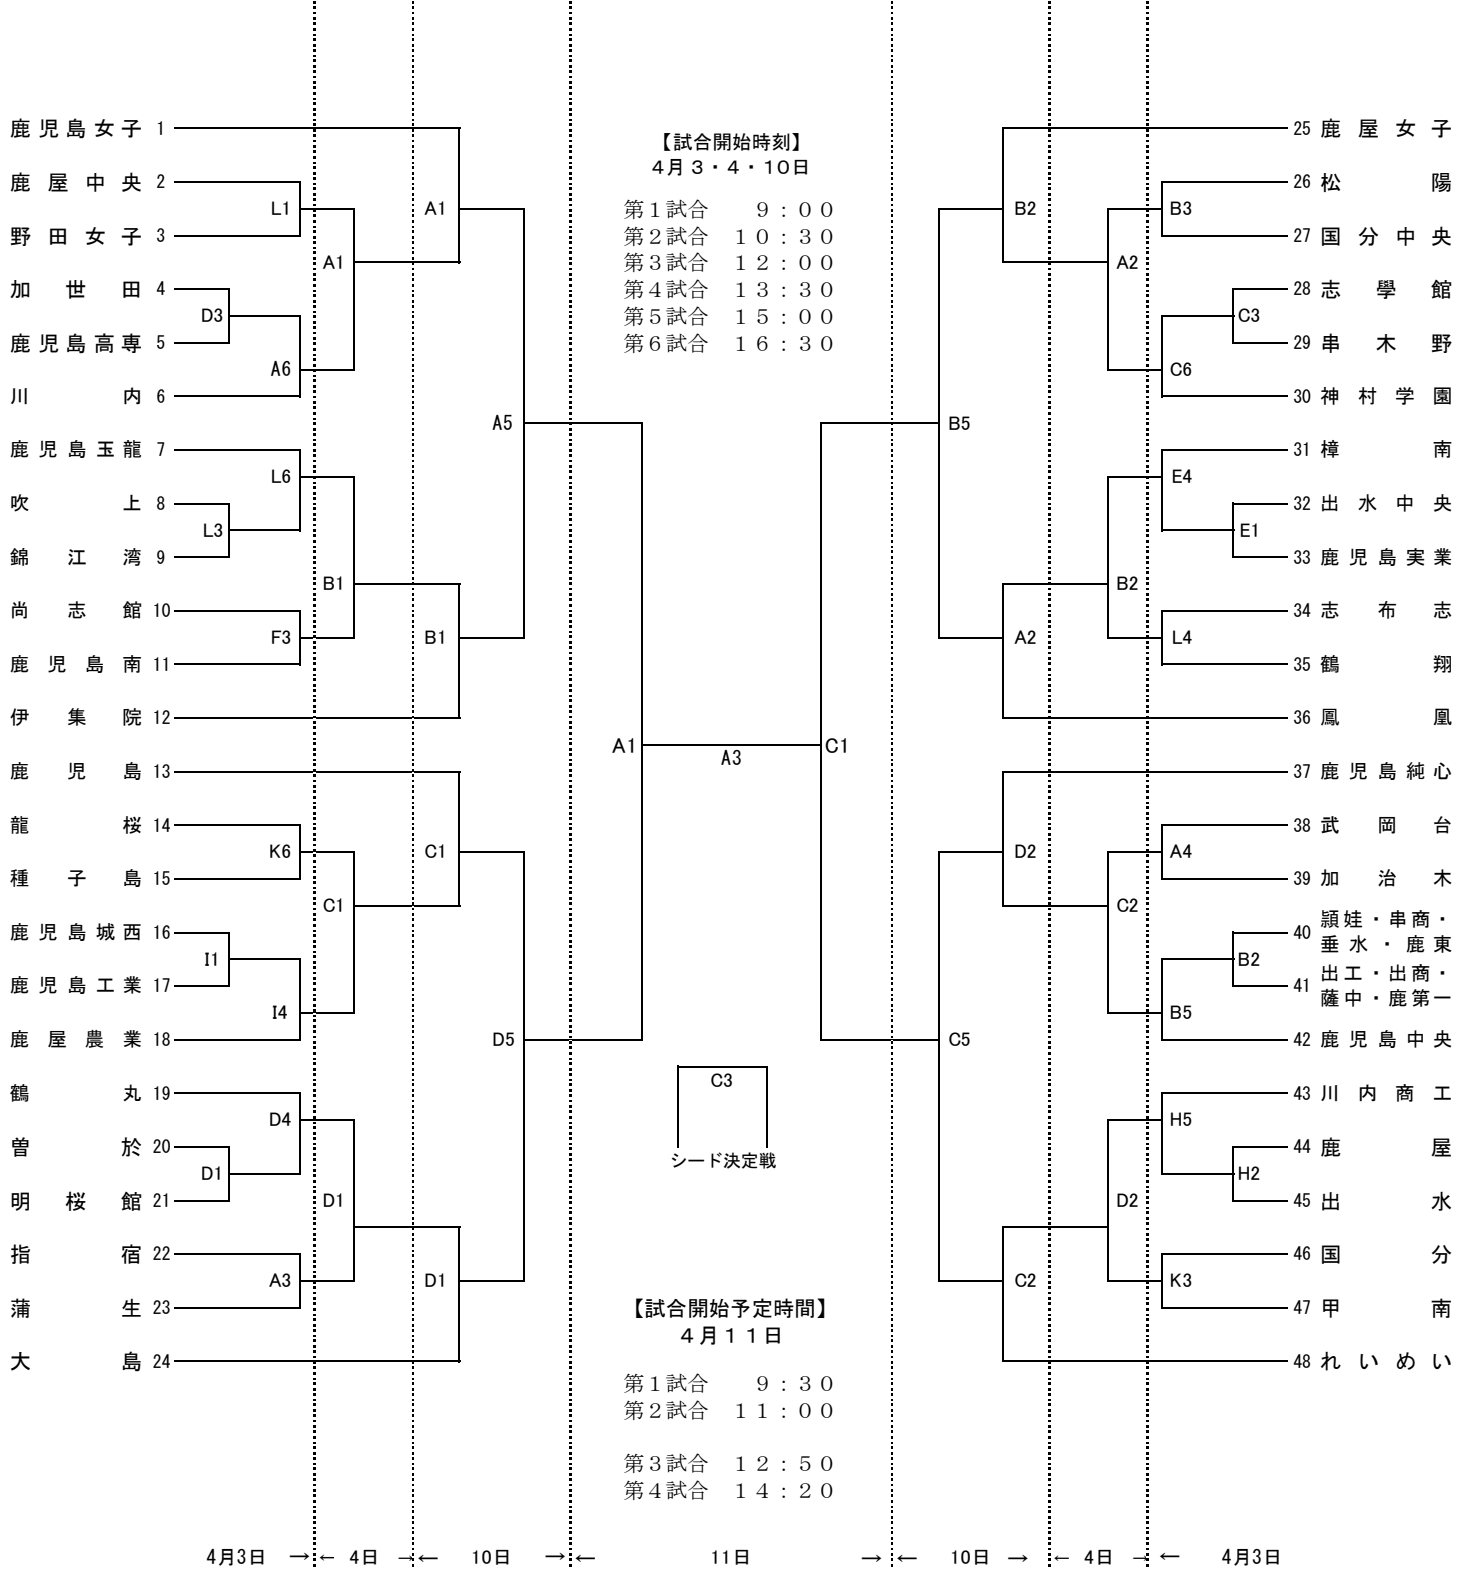 鹿児島女子 1
鹿屋中央 2
L1
野田女子 3
A1
A1
加世田 4
D3
鹿児島高専 5
A6
川内 6
A5
鹿児島玉龍 7
L6
吹上 8
L3
錦江湾 9
B1
尚志館 10
F3
B1
鹿児島南 11
伊集院 12
A1
鹿児島 13
龍桜 14
K6
C1
種子島 15
C1
鹿児島城西 16
I1
鹿児島工業 17
I4
鹿屋農業 18
D5
鶴丸 19
D4
曽於 20
D1
明桜館 21
D1
指宿 22
A3
D1
蒲生 23
大島 24
【試合開始時刻】
4月3・4・10日
第1試合 9:00
第2試合 10:30
第3試合 12:00
第4試合 13:30
第5試合 15:00
第6試合 16:30
A3
C3
シード決定戦
【試合開始予定時間】
4月11日
第1試合 9:30
第2試合 11:00
第3試合 12:50
第4試合 14:20
25 鹿屋女子
26 松陽
B2
B3
27 国分中央
A2
28 志學館
C3
29 串木野
C6
30 神村学園
B5
31 樟南
E4
32 出水中央
E1
33 鹿児島実業
B2
34 志布志
A2
L4
35 鶴翔
36 鳳凰
C1
37 鹿児島純心
38 武岡台
D2
A4
39 加治木
C2
40 頴娃・串商・
垂水・鹿東
B2
41 出工・出商・
薩中・鹿第一
B5
42 鹿児島中央
C5
43 川内商工
H5
44 鹿屋
H2
45 出水
D2
46 国分
C2
K3
47 甲南
48 れいめい
4月3日 → ← 4日 → ← 10日 → ← 11日 → ← 10日 → ← 4日 → ← 4月3日